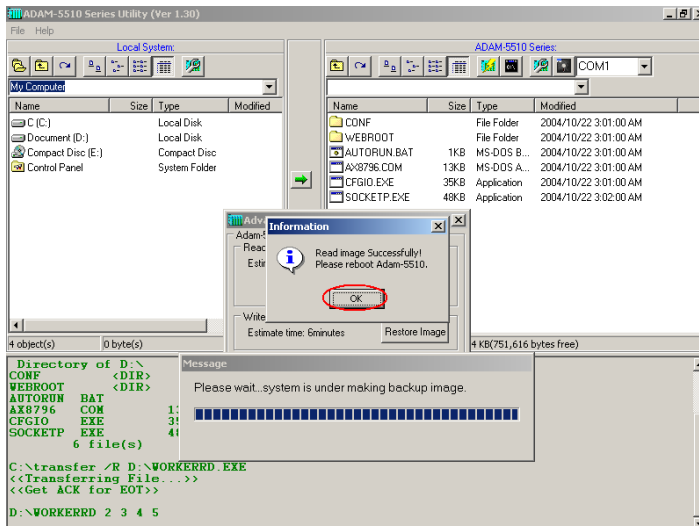 ADAM-5510 Series Utility (Ver 1.30)
File Help
Local System:
ADAM-5510 Series:
COM1
My Computer
Name Size Type Modified
C (C:) Local Disk
Document (D:) Local Disk
Compact Disc (E:) Compact Disc
Control Panel System Folder
Name Size Type Modified
CONF File Folder 2004/10/22 3:01:00 AM
WEBROOT File Folder 2004/10/22 3:01:00 AM
AUTORUN.BAT 1KB MS-DOS B... 2004/10/22 3:01:00 AM
AX8796.COM 13KB MS-DOS A... 2004/10/22 3:01:00 AM
CFGIO.EXE 35KB Application 2004/10/22 3:01:00 AM
SOCKETP.EXE 48KB Application 2004/10/22 3:02:00 AM
Adva
Adam-5
Read
Estir
Information
Read image Successfully!
Please reboot Adam-5510.
OK
Write
Estimate time: 6minutes Restore Image
4 object(s) 0 byte(s)
4 KB(751,616 bytes free)
Message
Please wait...system is under making backup image.
Directory of D:\
CONF <DIR>
WEBROOT <DIR>
AUTORUN BAT
AX8796 COM 1
CFGIO EXE 3
SOCKETP EXE 4
6 file(s)
C:\transfer /R D:\WORKERRD.EXE
<<Transferring File...>>
<<Get ACK for EOT>>
D:\WORKERRD 2 3 4 5